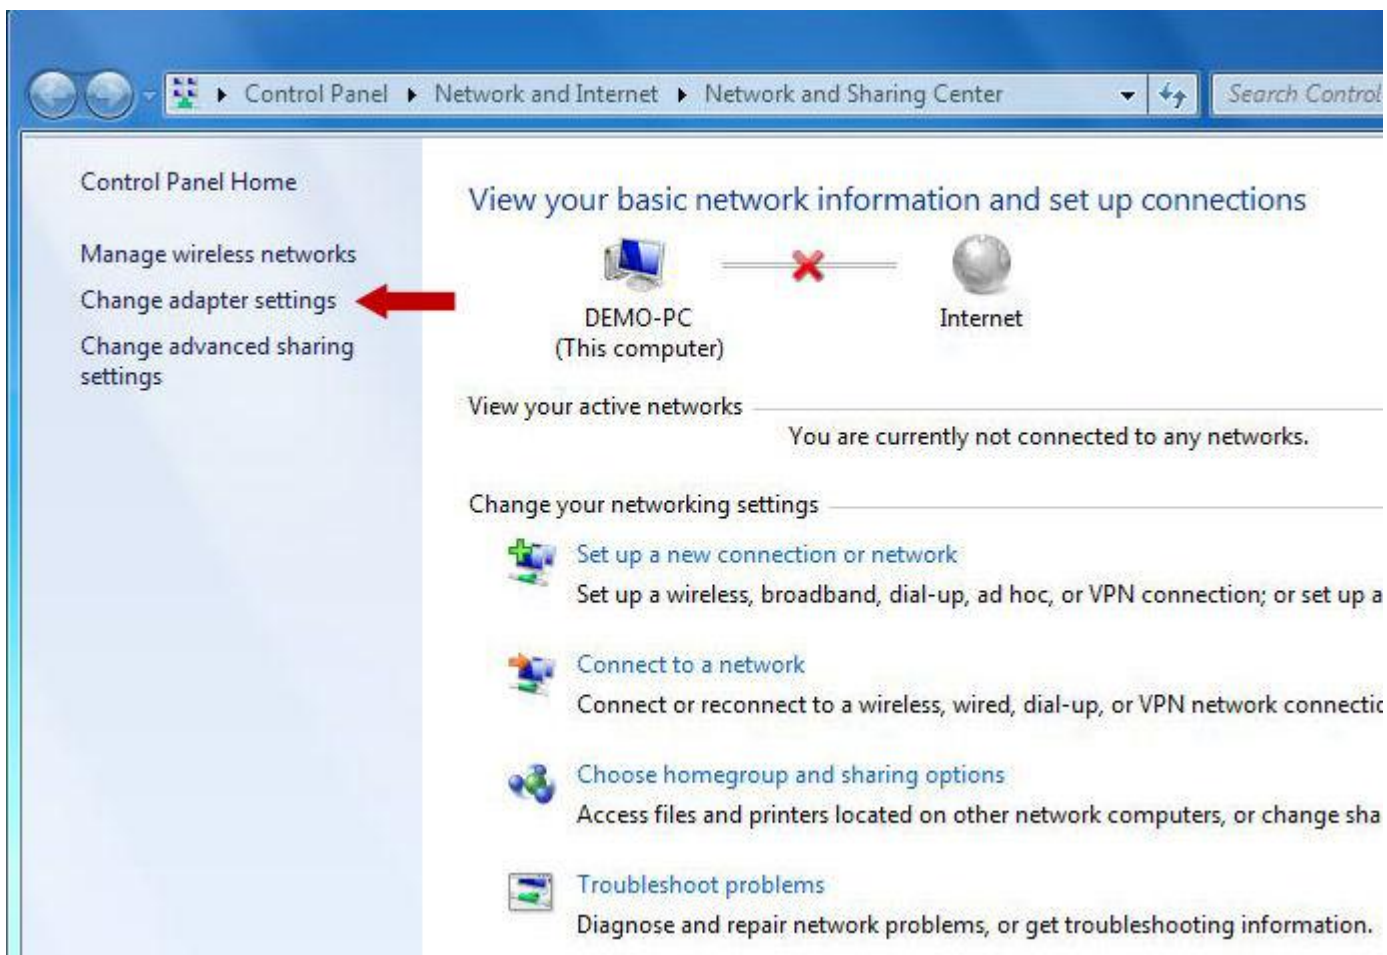 Control Panel Network and Internet Network and Sharing Center Search Control
Control Panel Home
Manage wireless networks
Change adapter settings
Change advanced sharing
settings
View your basic network information and set up connections
DEMO-PC
(This computer)
Internet
View your active networks
You are currently not connected to any networks.
Change your networking settings
Set up a new connection or network
Set up a wireless, broadband, dial-up, ad hoc, or VPN connection; or set up a
Connect to a network
Connect or reconnect to a wireless, wired, dial-up, or VPN network connectio
Choose homegroup and sharing options
Access files and printers located on other network computers, or change sha
Troubleshoot problems
Diagnose and repair network problems, or get troubleshooting information.